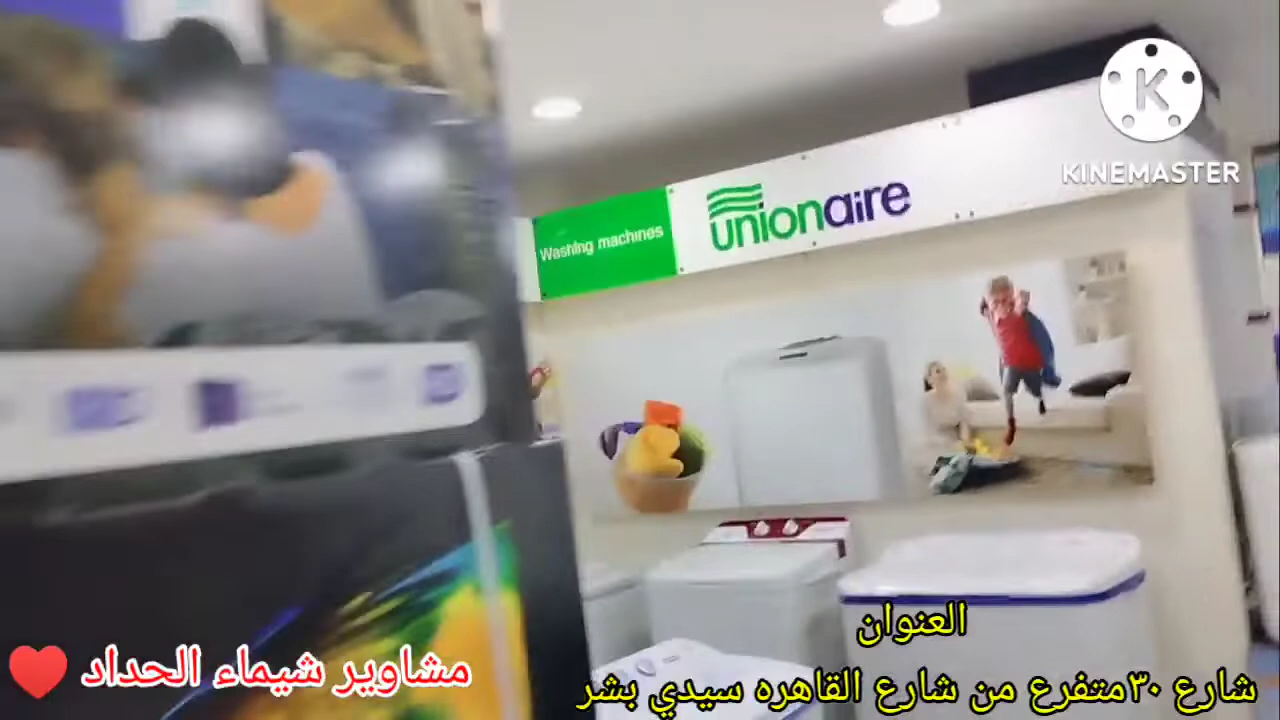 KINEMASTER
unionaire
Washing machines
العنوان
شارع ٣٠متفرع من شارع القاهره سيدي بشر
مشاوير شيماء الحداد